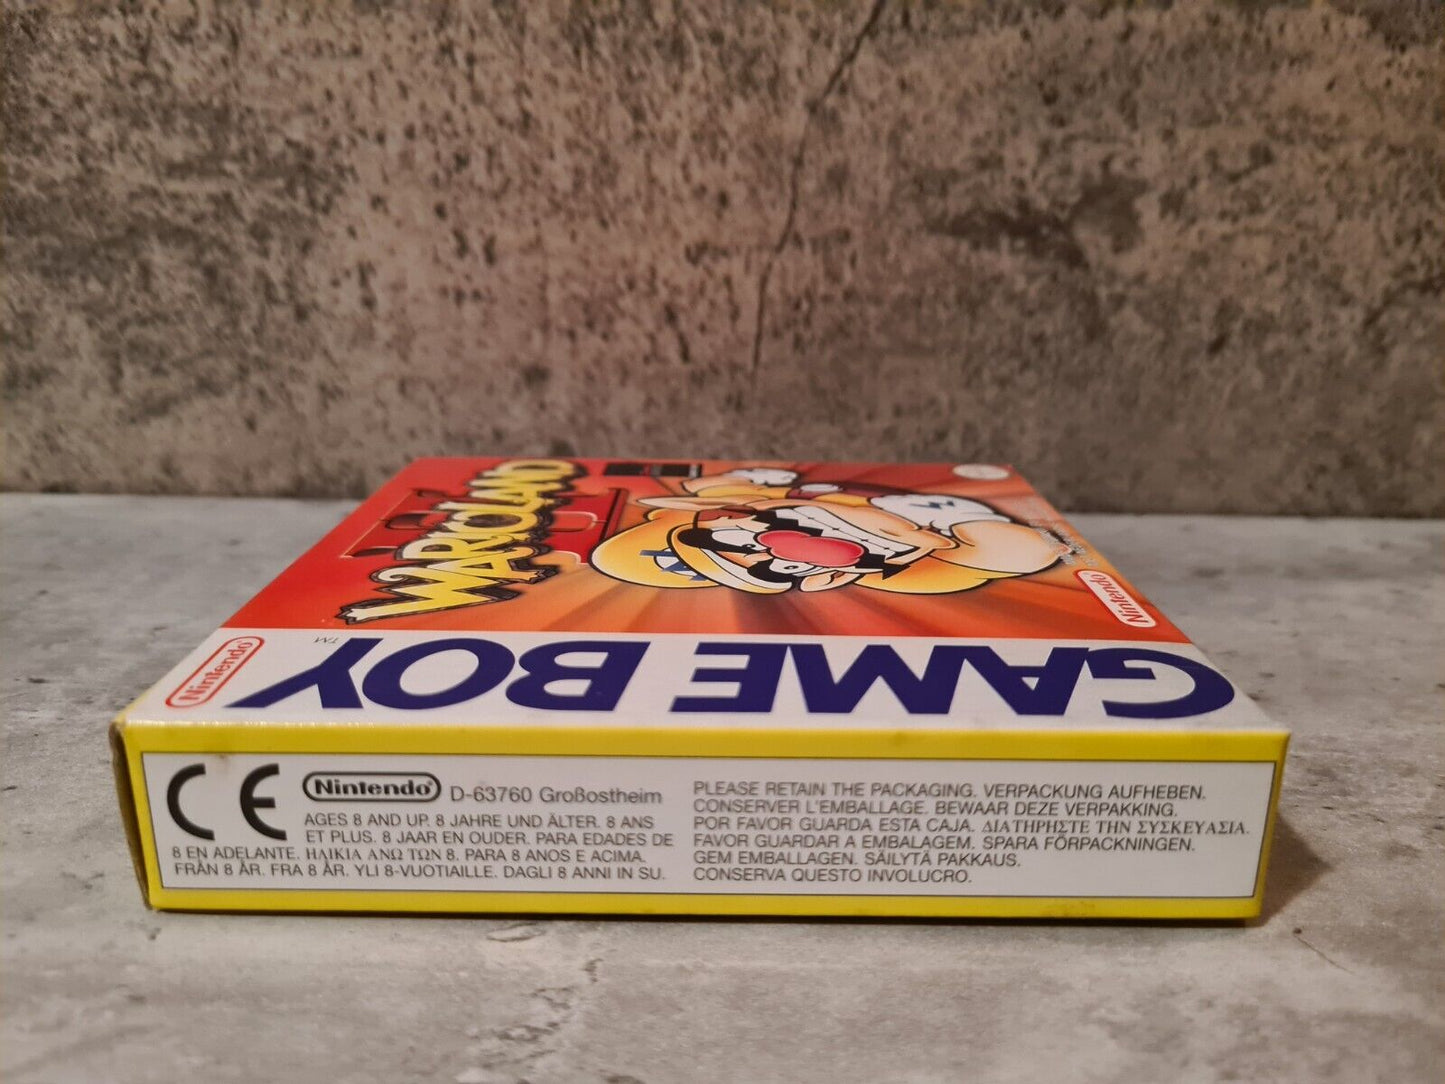 WARIOLAND
II
Nintendo
GAME BOY™
Nintendo
CE
Nintendo D-63760 Großostheim
AGES 8 AND UP. 8 JAHRE UND ÄLTER. 8 ANS
ET PLUS. 8 JAAR EN OUDER. PARA EDADES DE
8 EN ADELANTE. ΗΛΙΚΙΑ ΑΝΩ ΤΩΝ 8. PARA 8 ANOS E ACIMA.
FRÅN 8 ÅR. FRA 8 ÅR. YLI 8-VUOTIAILLE. DAGLI 8 ANNI IN SU.
PLEASE RETAIN THE PACKAGING. VERPACKUNG AUFHEBEN.
CONSERVER L'EMBALLAGE. BEWAAR DEZE VERPAKKING.
POR FAVOR GUARDA ESTA CAJA. ΔΙΑΤΗΡΗΣΤΕ ΤΗΝ ΣΥΣΚΕΥΑΣΙΑ.
FAVOR GUARDAR A EMBALAGEM. SPARA FÖRPACKNINGEN.
GEM EMBALLAGEN. SÄILYTÄ PAKKAUS.
CONSERVA QUESTO INVOLUCRO.